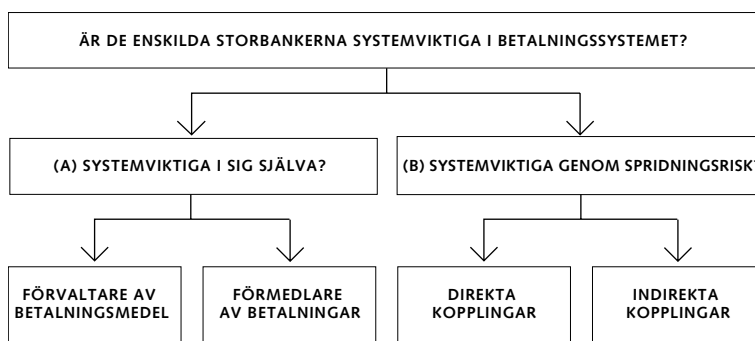 ÄR DE ENSKILDA STORBANKERNA SYSTEMVIKTIGA I BETALNINGSSYSTEMET?
(A) SYSTEMVIKTIGA I SIG SJÄLVA?
(B) SYSTEMVIKTIGA GENOM SPRIDNINGSRISK?
FÖRVALTARE AV
BETALNINGSMEDEL
FÖRMEDLARE
AV BETALNINGAR
DIREKTA
KOPPLINGAR
INDIREKTA
KOPPLINGAR